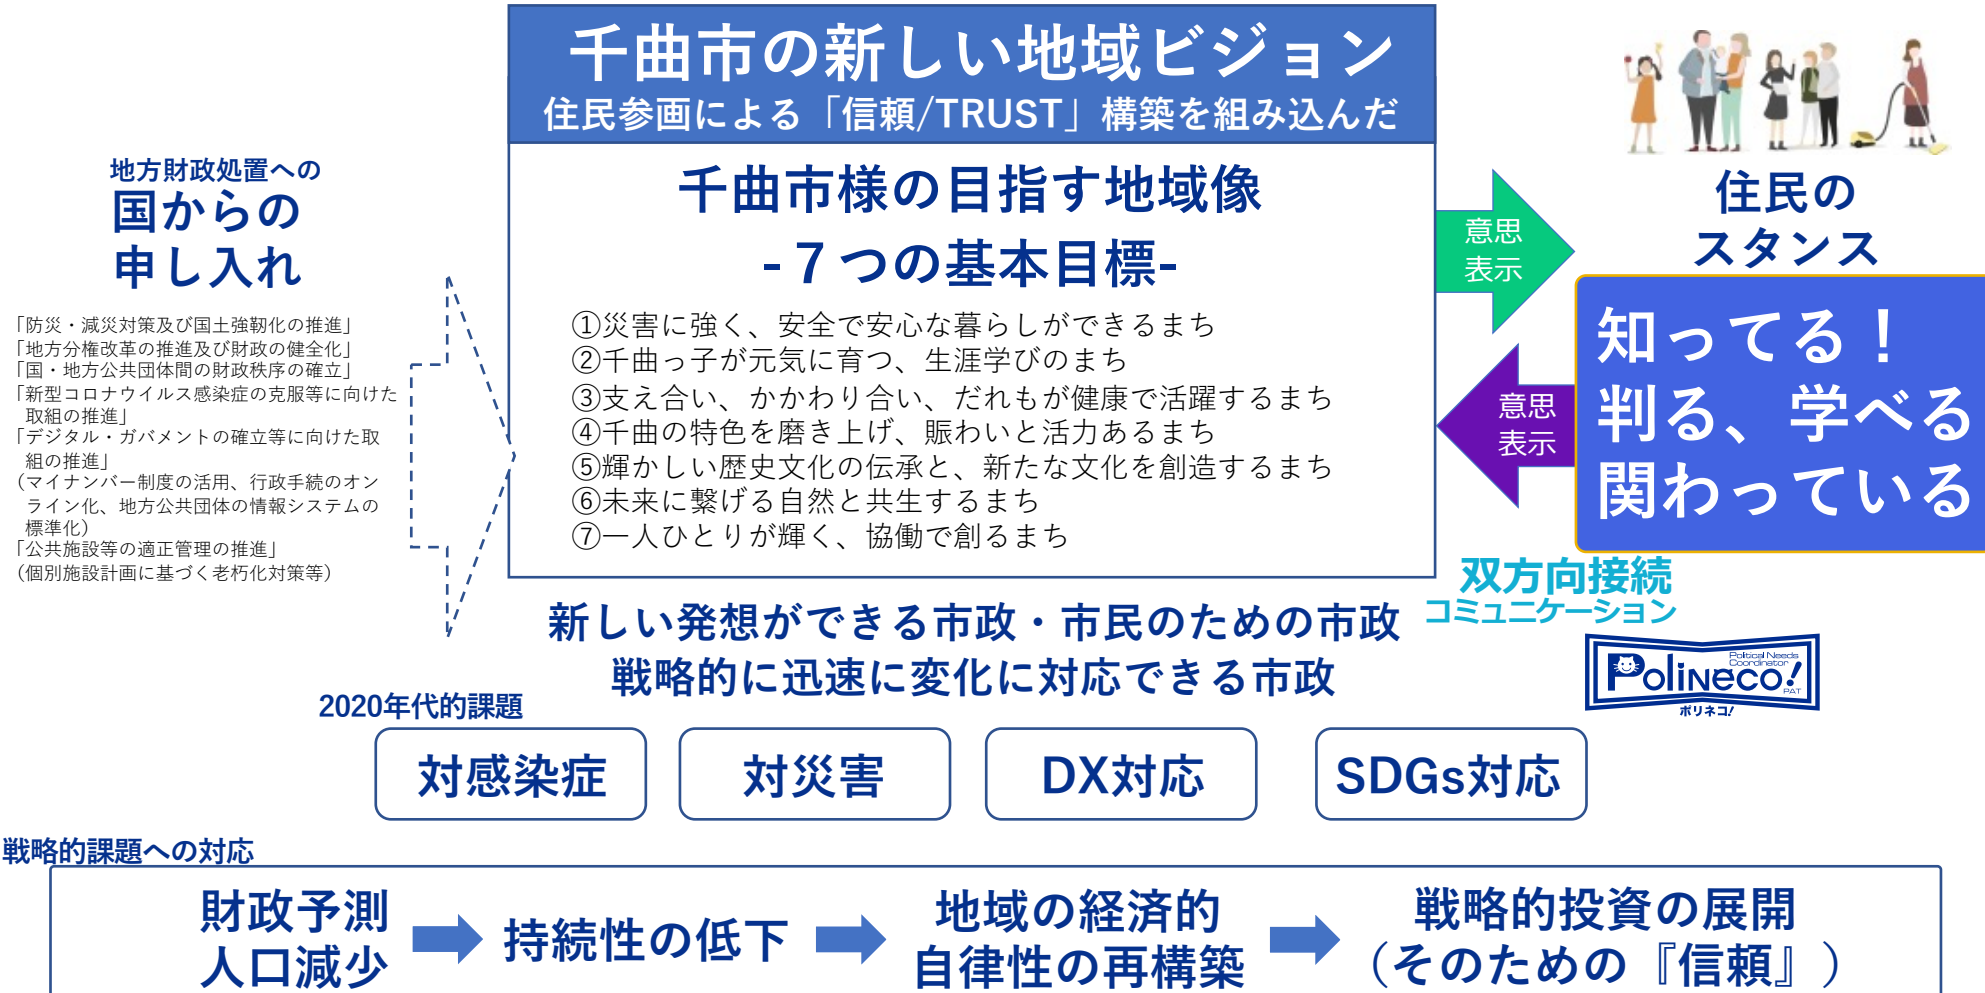 千曲市の新しい地域ビジョン
住民参画による「信頼/TRUST」構築を組み込んだ
地方財政処置への
国からの
申し入れ
「防災・減災対策及び国土強靭化の推進」
「地方分権改革の推進及び財政の健全化」
「国・地方公共団体間の財政秩序の確立」
「新型コロナウイルス感染症の克服等に向けた
取組の推進」
「デジタル・ガバメントの確立等に向けた取
組の推進」
（マイナンバー制度の活用、行政手続のオン
ライン化、地方公共団体の情報システムの
標準化）
「公共施設等の適正管理の推進」
（個別施設計画に基づく老朽化対策等）
千曲市様の目指す地域像
-７つの基本目標-
①災害に強く、安全で安心な暮らしができるまち
②千曲っ子が元気に育つ、生涯学びのまち
③支え合い、かかわり合い、だれもが健康で活躍するまち
④千曲の特色を磨き上げ、賑わいと活力あるまち
⑤輝かしい歴史文化の伝承と、新たな文化を創造するまち
⑥未来に繋げる自然と共生するまち
⑦一人ひとりが輝く、協働で創るまち
意思
表示
意思
表示
住民の
スタンス
知ってる！
判る、学べる
関わっている
双方向接続
コミュニケーション
Political Needs
Coordinator
Polineco!
PAT
ポリネコ!
新しい発想ができる市政・市民のための市政
戦略的に迅速に変化に対応できる市政
2020年代的課題
対感染症
対災害
DX対応
SDGs対応
戦略的課題への対応
財政予測
人口減少
持続性の低下
地域の経済的
自律性の再構築
戦略的投資の展開
（そのための『信頼』）